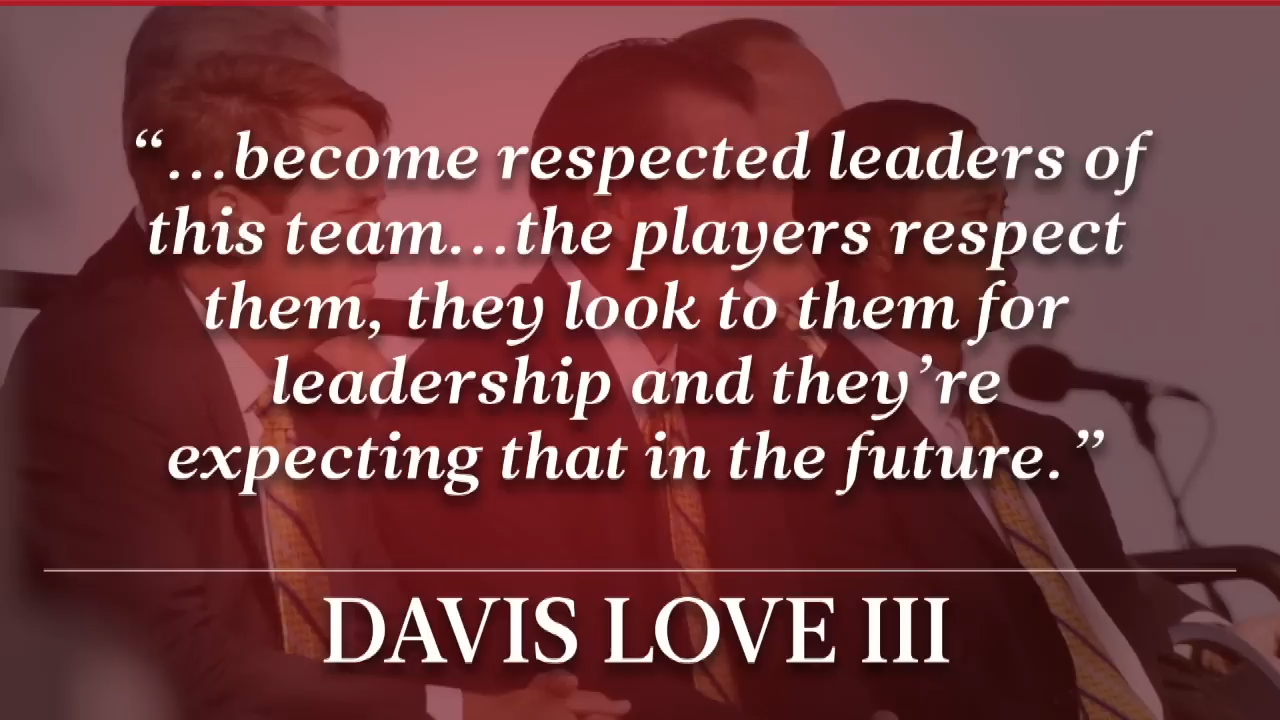 “...become respected leaders of
this team...the players respect
them, they look to them for
leadership and they’re
expecting that in the future.”
DAVIS LOVE III